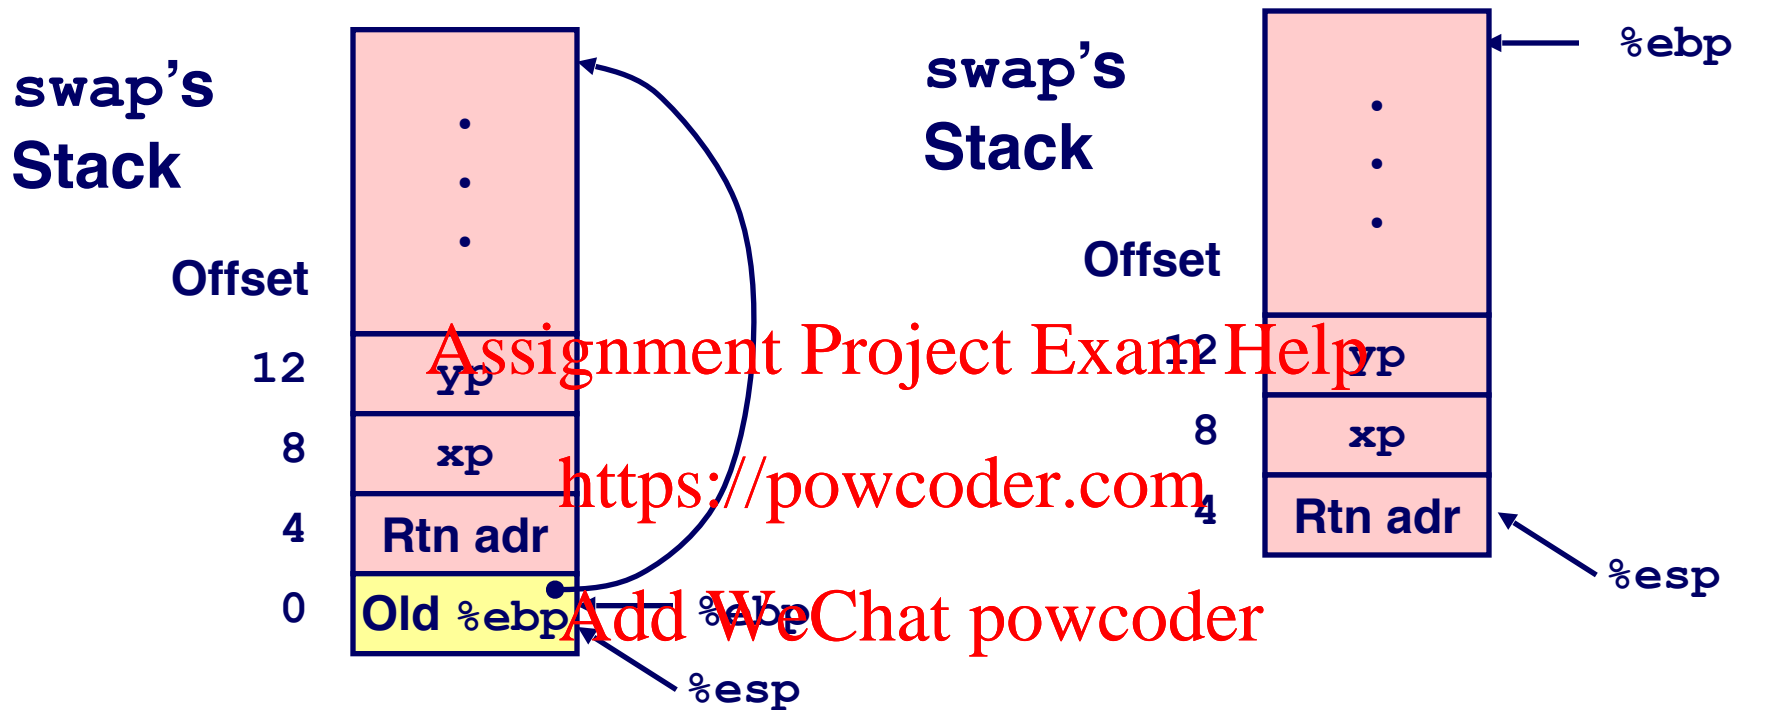 swap's
Stack
Offset
12
yp
8
xp
4
Rtn adr
0
Old %ebp
%ebp
%esp
swap's
Stack
Offset
12
yp
8
xp
4
Rtn adr
%ebp
%esp
Assignment Project Exam Help
https://powcoder.com
Add WeChat powcoder